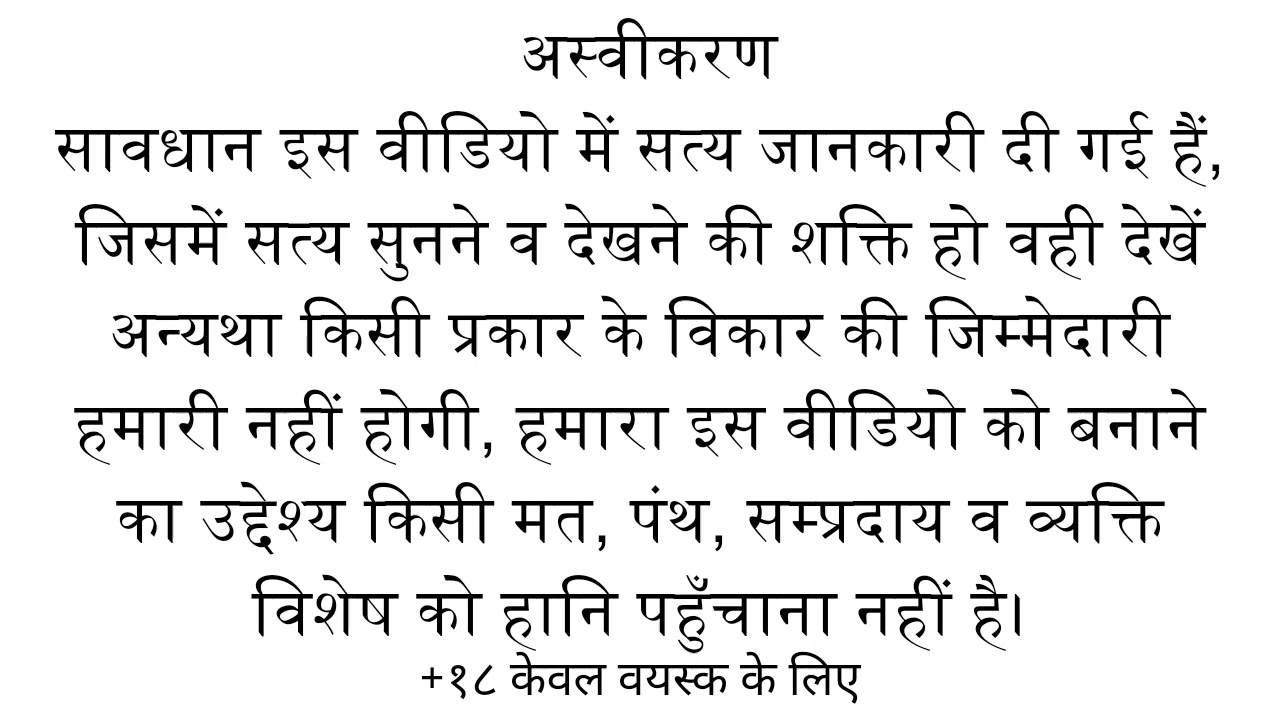 अस्वीकरण
सावधान इस वीडियो में सत्य जानकारी दी गई हैं,
जिसमें सत्य सुनने व देखने की शक्ति हो वही देखें
अन्यथा किसी प्रकार के विकार की जिम्मेदारी
हमारी नहीं होगी, हमारा इस वीडियो को बनाने
का उद्देश्य किसी मत, पंथ, सम्प्रदाय व व्यक्ति
विशेष को हानि पहुँचाना नहीं है।
+१८ केवल वयस्क के लिए